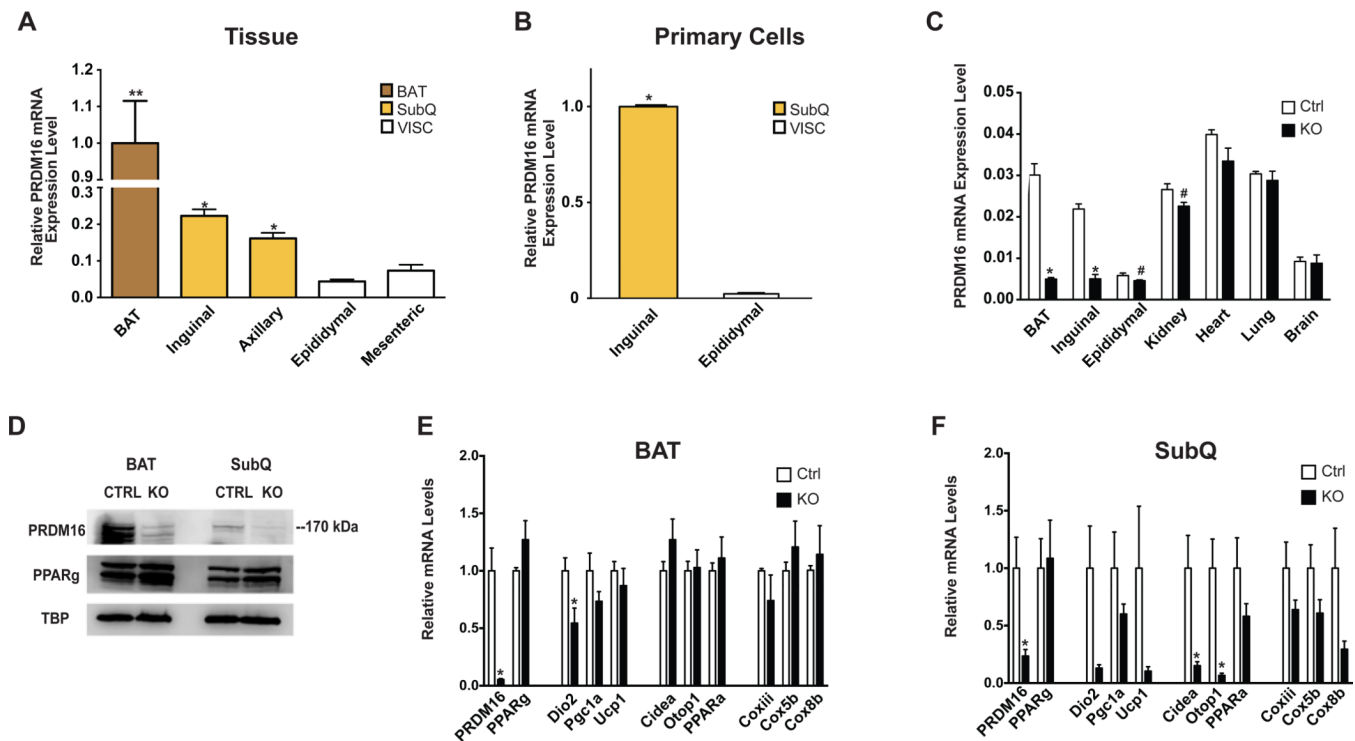 A
Tissue
Relative PRDM16 mRNA
Expression Level
1.2
1.1
1.0
0.9
0.3
0.2
0.1
0.0
** 
* 
* 
BAT
SubQ
VISC
BAT
Inguinal
Axillary
Epididymal
Mesenteric
B
Primary Cells
Relative PRDM16 mRNA
Expression Level
1.0
0.5
0
*
SubQ
VISC
Inguinal
Epididymal
C
PRDM16 mRNA Expression Level
0.05
0.04
0.03
0.02
0.01
0.00
Ctrl
KO
* * # #
BAT
Inguinal
Epididymal
Kidney
Heart
Lung
Brain
D
BAT SubQ
CTRL KO CTRL KO
PRDM16
--170 kDa
PPARg
TBP
E
BAT
Relative mRNA Levels
2.0
1.5
1.0
0.5
0.0
Ctrl
KO
* *
PRDM16
PPARg
Dio2
Pgc1a
Ucp1
Cidea
Otop1
PPARa
Coxiii
Cox5b
Cox8b
F
SubQ
Relative mRNA Levels
2.0
1.5
1.0
0.5
0.0
Ctrl
KO
* * *
PRDM16
PPARg
Dio2
Pgc1a
Ucp1
Cidea
Otop1
PPARa
Coxiii
Cox5b
Cox8b